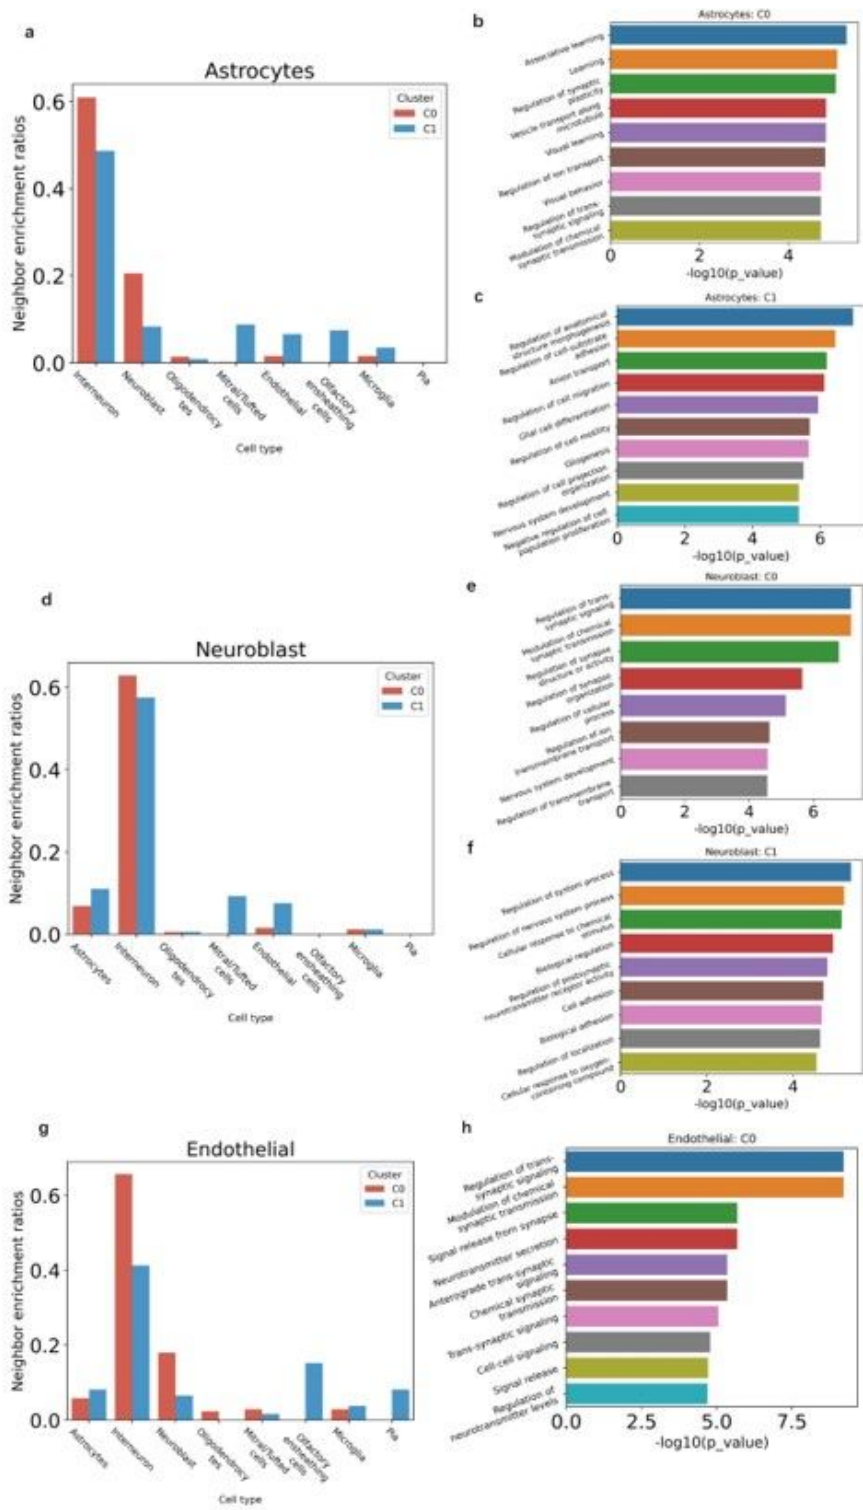 a
Astrocytes
Neighbor enrichment ratios
0.6
0.4
0.2
0.0
Cluster
C0
C1
Interneuron
Neuroblast
Oligodendrocy
tes
Mitral/Tufted
cells
Endothelial
Olfactory
ensheathing
cells
Microglia
Pia
Cell type
b
Astrocytes: C0
Associative learning
Learning
Regulation of synaptic
plasticity
Vesicle transport along
microtubule
Visual learning
Regulation of ion transport
Visual behavior
Regulation of trans-
synaptic signaling
Modulation of chemical
synaptic transmission
0 2 4
-log10(p_value)
c
Astrocytes: C1
Regulation of anatomical
structure morphogenesis
Regulation of cell-substrate
adhesion
Anion transport
Regulation of cell migration
Glial cell differentiation
Regulation of cell motility
Gliogenesis
Regulation of cell projection
organization
Nervous system development
Negative regulation of cell
population proliferation
0 2 4 6
-log10(p_value)
d
Neuroblast
Neighbor enrichment ratios
0.6
0.4
0.2
0.0
Cluster
C0
C1
Astrocytes
Interneuron
Oligodendrocy
tes
Mitral/Tufted
cells
Endothelial
Olfactory
ensheathing
cells
Microglia
Pia
Cell type
e
Neuroblast: C0
Regulation of trans-
synaptic signaling
Modulation of chemical
synaptic transmission
Regulation of synapse
structure or activity
Regulation of synapse
organization
Regulation of cellular
process
Regulation of ion
transmembrane transport
Nervous system development
Regulation of transmembrane
transport
0 2 4 6
-log10(p_value)
f
Neuroblast: C1
Regulation of system process
Regulation of nervous system process
Cellular response to chemical
stimulus
Biological regulation
Regulation of postsynaptic
neurotransmitter receptor activity
Cell adhesion
Biological adhesion
Regulation of localization
Cellular response to oxygen-
containing compound
0 2 4
-log10(p_value)
g
Endothelial
Neighbor enrichment ratios
0.6
0.4
0.2
0.0
Cluster
C0
C1
Astrocytes
Interneuron
Neuroblast
Oligodendrocy
tes
Mitral/Tufted
cells
Olfactory
ensheathing
cells
Microglia
Pia
Cell type
h
Endothelial: C0
Regulation of trans-
synaptic signaling
Modulation of chemical
synaptic transmission
Signal release from synapse
Neurotransmitter secretion
Anterograde trans-synaptic
signaling
Chemical synaptic
transmission
Trans-synaptic signaling
Cell-cell signaling
Signal release
Regulation of
neurotransmitter levels
0.0 2.5 5.0 7.5
-log10(p_value)